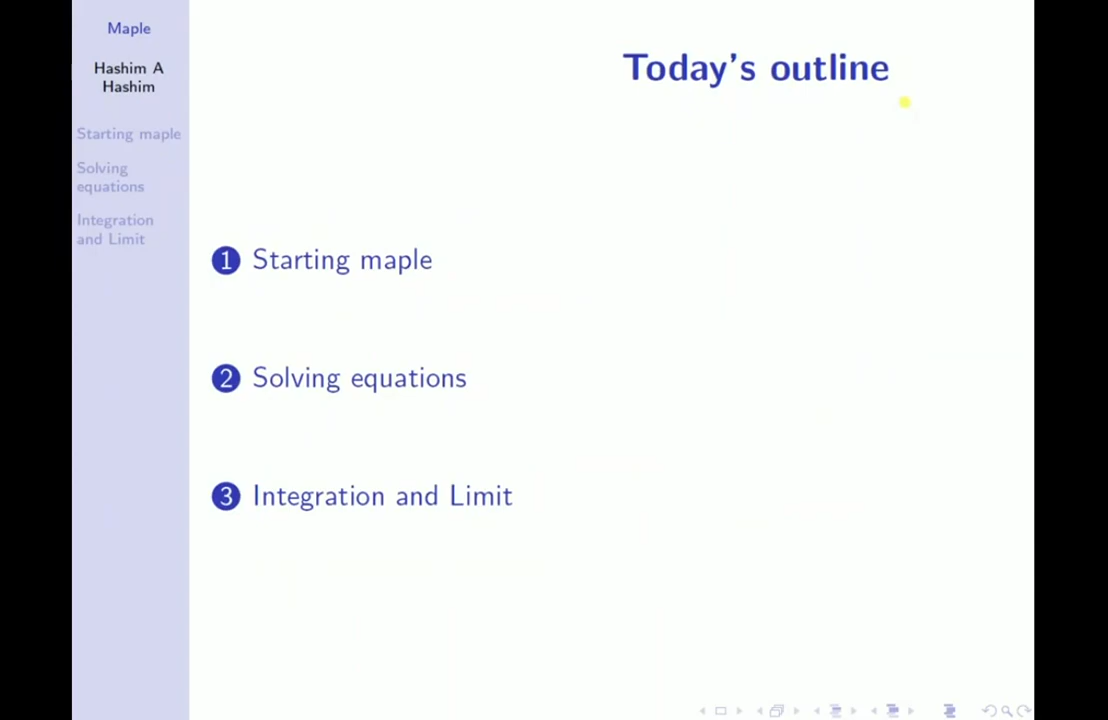 Maple
Hashim A
Hashim
Starting maple
Solving
equations
Integration
and Limit
Today's outline
1 Starting maple
2 Solving equations
3 Integration and Limit